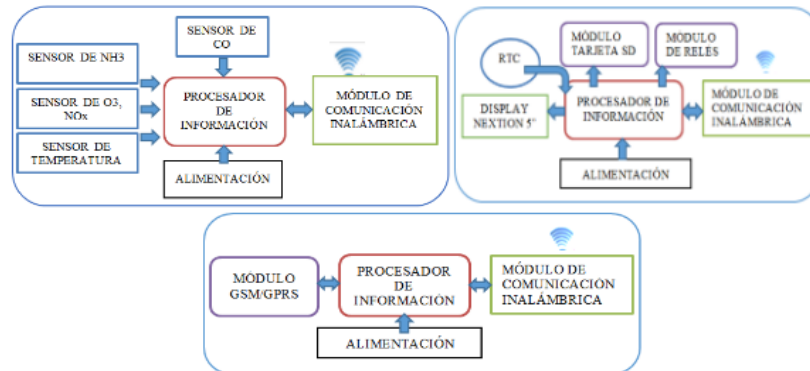 SENSOR DE NH3
SENSOR DE O3,
NOx
SENSOR DE
TEMPERATURA
SENSOR DE
CO
PROCESADOR
DE
INFORMACIÓN
ALIMENTACIÓN
MÓDULO DE
COMUNICACIÓN
INALÁMBRICA
RTC
DISPLAY
NEXTION 5"
MÓDULO
TARJETA SD
MÓDULO
DE RELES
PROCESADOR DE
INFORMACIÓN
ALIMENTACIÓN
MÓDULO DE
COMUNICACIÓN
INALÁMBRICA
MÓDULO
GSM/GPRS
PROCESADOR
DE
INFORMACIÓN
ALIMENTACIÓN
MÓDULO DE
COMUNICACIÓN
INALÁMBRICA